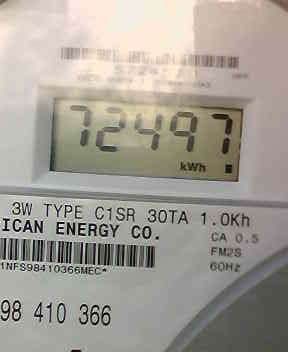 72497
kWh
3W TYPE C1SR 30TA 1.0Kh
ICAN ENERGY CO.
CA 0.5
FM2S
60Hz
1NFS98410366MEC*
98 410 366